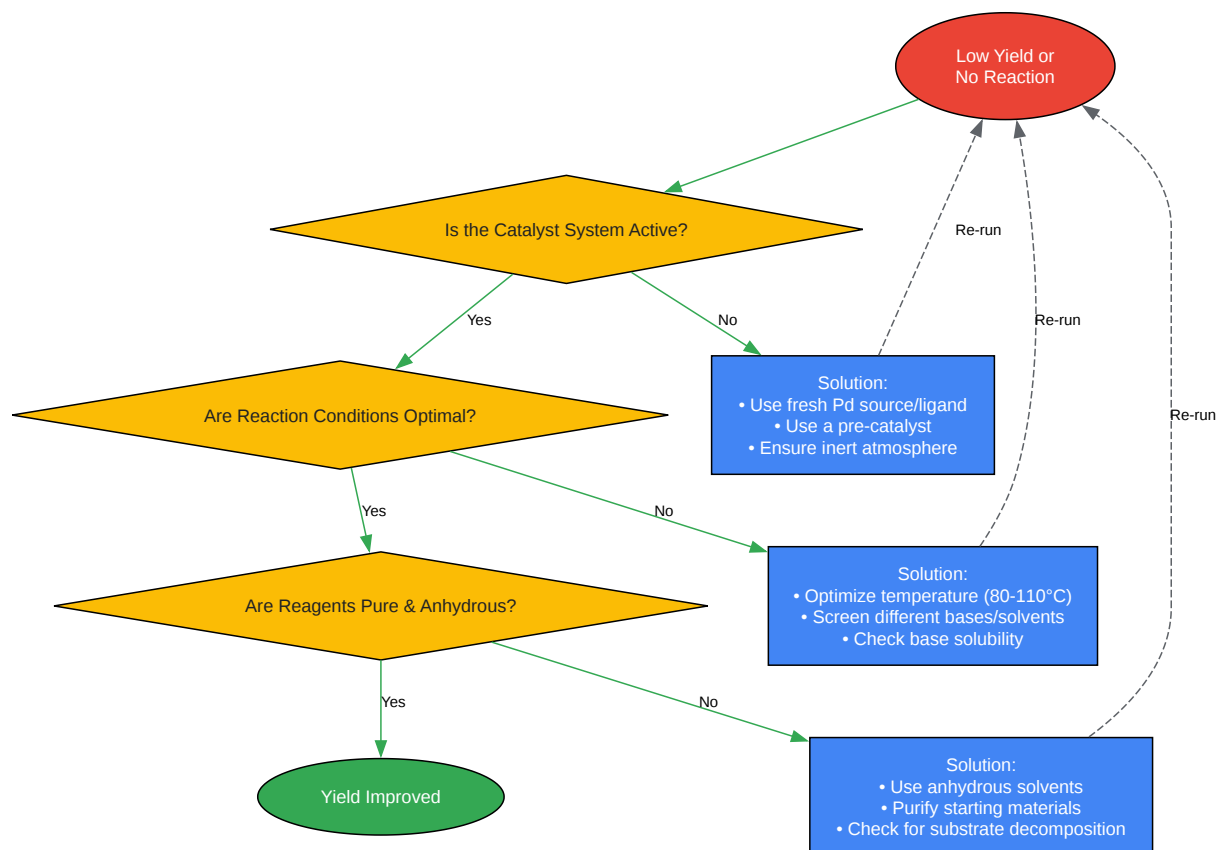 Low Yield or
No Reaction
Is the Catalyst System Active?
Re-run
Yes
No
Re-run
Solution:
• Use fresh Pd source/ligand
• Use a pre-catalyst
• Ensure inert atmosphere
Are Reaction Conditions Optimal?
Re-run
Yes
No
Solution:
• Optimize temperature (80-110°C)
• Screen different bases/solvents
• Check base solubility
Are Reagents Pure & Anhydrous?
Yes
No
Solution:
• Use anhydrous solvents
• Purify starting materials
• Check for substrate decomposition
Yield Improved